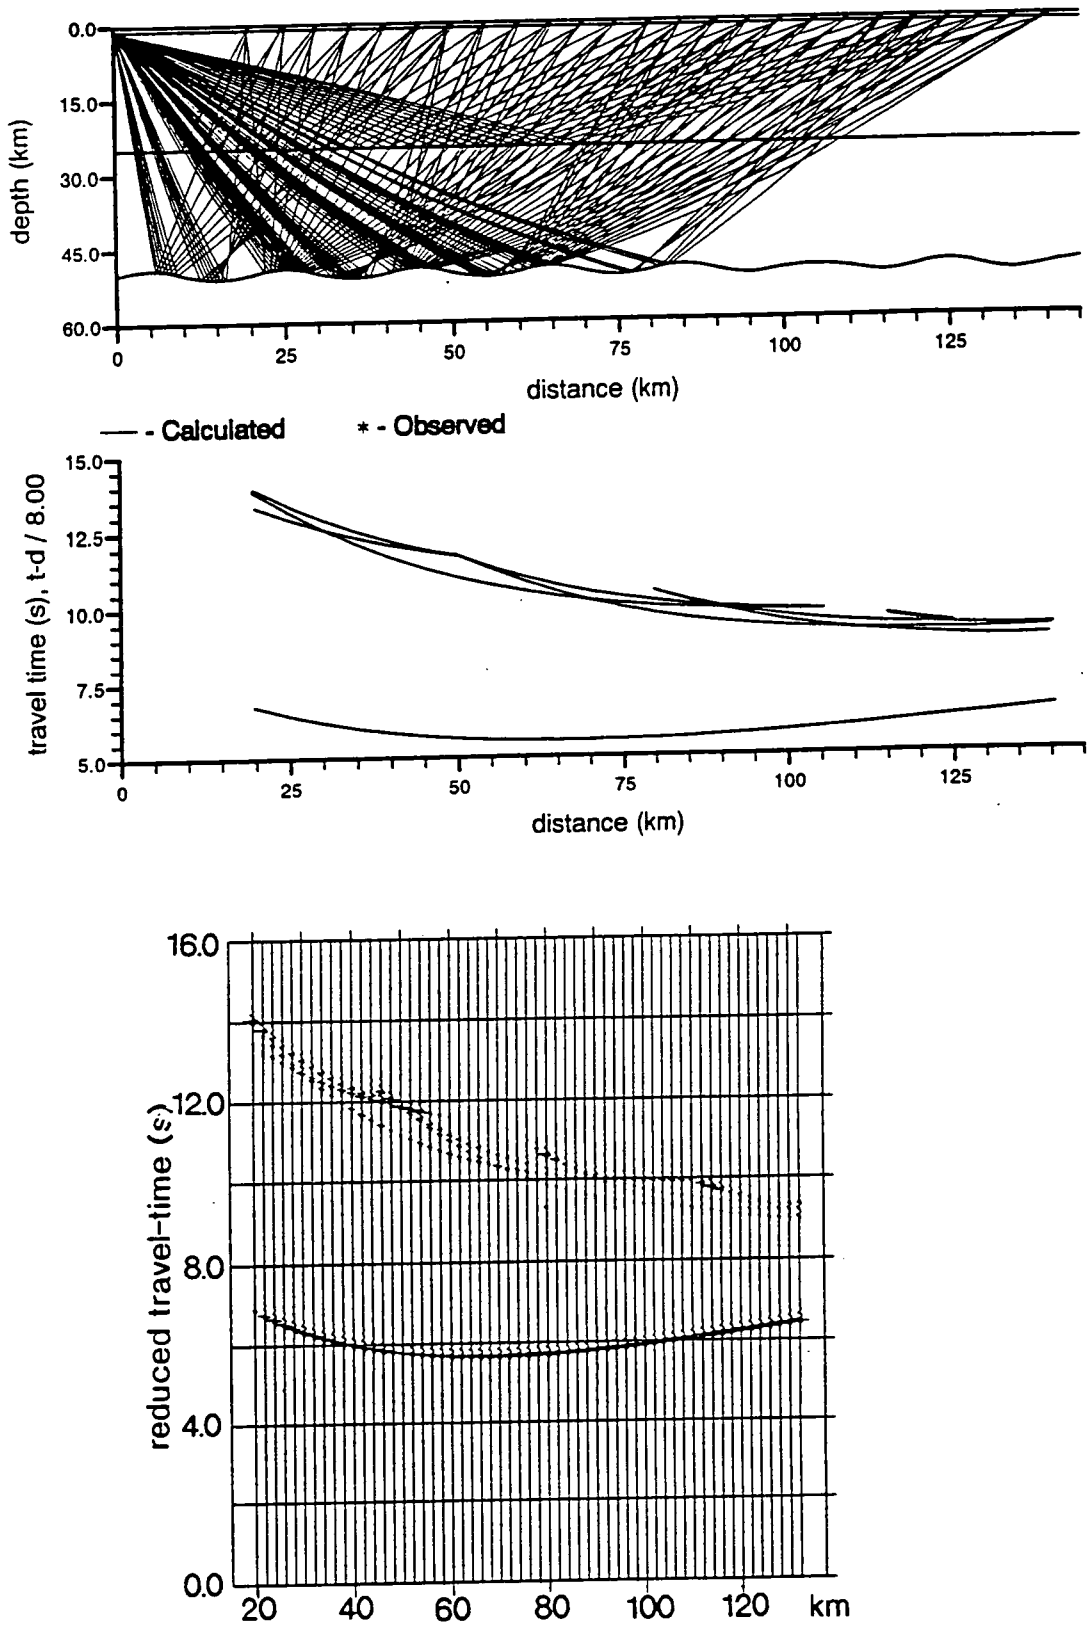 0.0
15.0
30.0
45.0
60.0
depth (km)
0 25 50 75 100 125
distance (km)
— - Calculated * - Observed
15.0
12.5
10.0
7.5
5.0
travel time (s), t-d / 8.00
0 25 50 75 100 125
distance (km)
16.0
12.0
8.0
4.0
0.0
reduced travel-time (s)
20 40 60 80 100 120 km